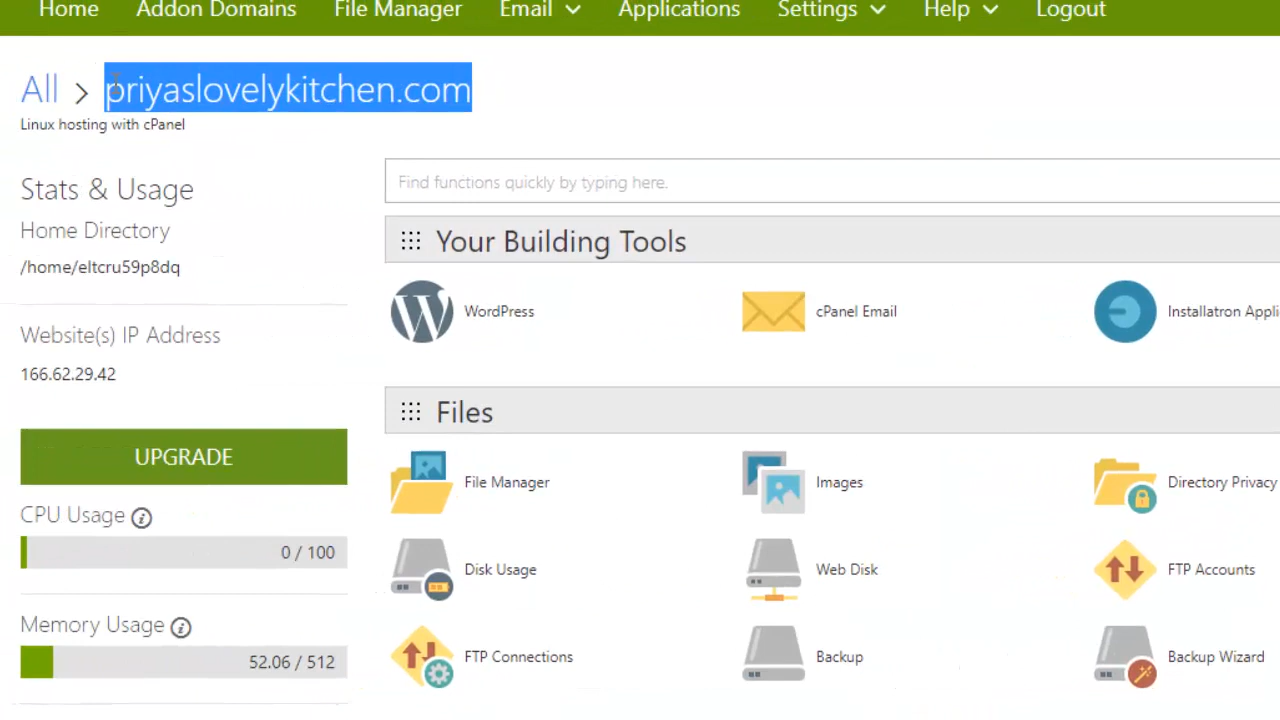 Home Addon Domains File Manager Email Applications Settings Help Logout
All > priyaslovelykitchen.com
Linux hosting with cPanel
Stats & Usage
Home Directory
/home/eltcru59p8dq
Website(s) IP Address
166.62.29.42
UPGRADE
CPU Usage
0 / 100
Memory Usage
52.06 / 512
Find functions quickly by typing here.
Your Building Tools
WordPress cPanel Email Installatron Appli
Files
File Manager Images Directory Privacy
Disk Usage Web Disk FTP Accounts
FTP Connections Backup Backup Wizard